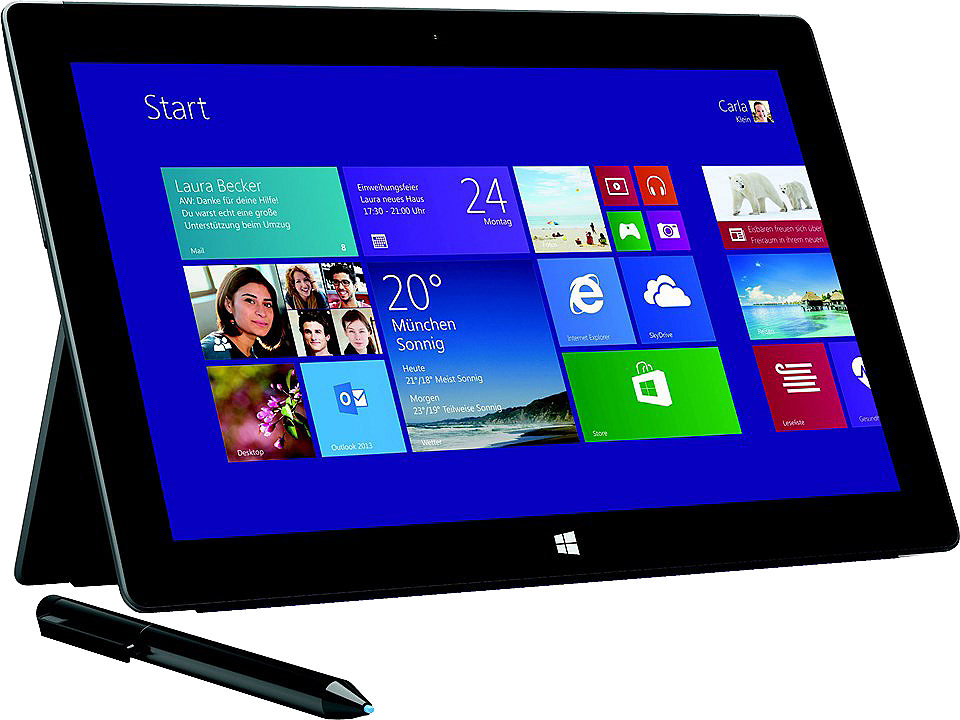 Start
Carla
Klein
Laura Becker
AW: Danke für deine Hilfe!
Du warst echt eine große
Unterstützung beim Umzug
Mail
8
Einweihungsfeier
Laura neues Haus
17:30 - 21:00 Uhr
24
Montag
Fotos
Eisbären freuen sich über
Freiraum in ihrem neuen
20°
München
Sonnig
Heute
21°/18° Meist Sonnig
Morgen
23°/19° Teilweise Sonnig
Wetter
Internet Explorer
SkyDrive
Reisen
Desktop
Outlook 2013
Store
Leseliste
Gesundh